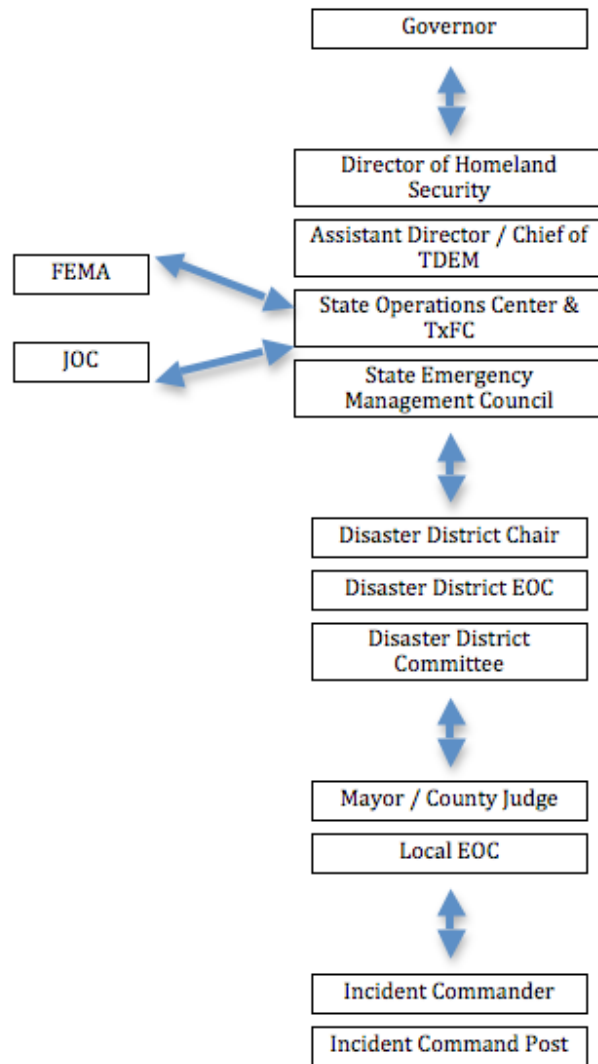 Governor
Director of Homeland
Security
Assistant Director / Chief of
TDEM
FEMA
State Operations Center &
TxFC
JOC
State Emergency
Management Council
Disaster District Chair
Disaster District EOC
Disaster District
Committee
Mayor / County Judge
Local EOC
Incident Commander
Incident Command Post